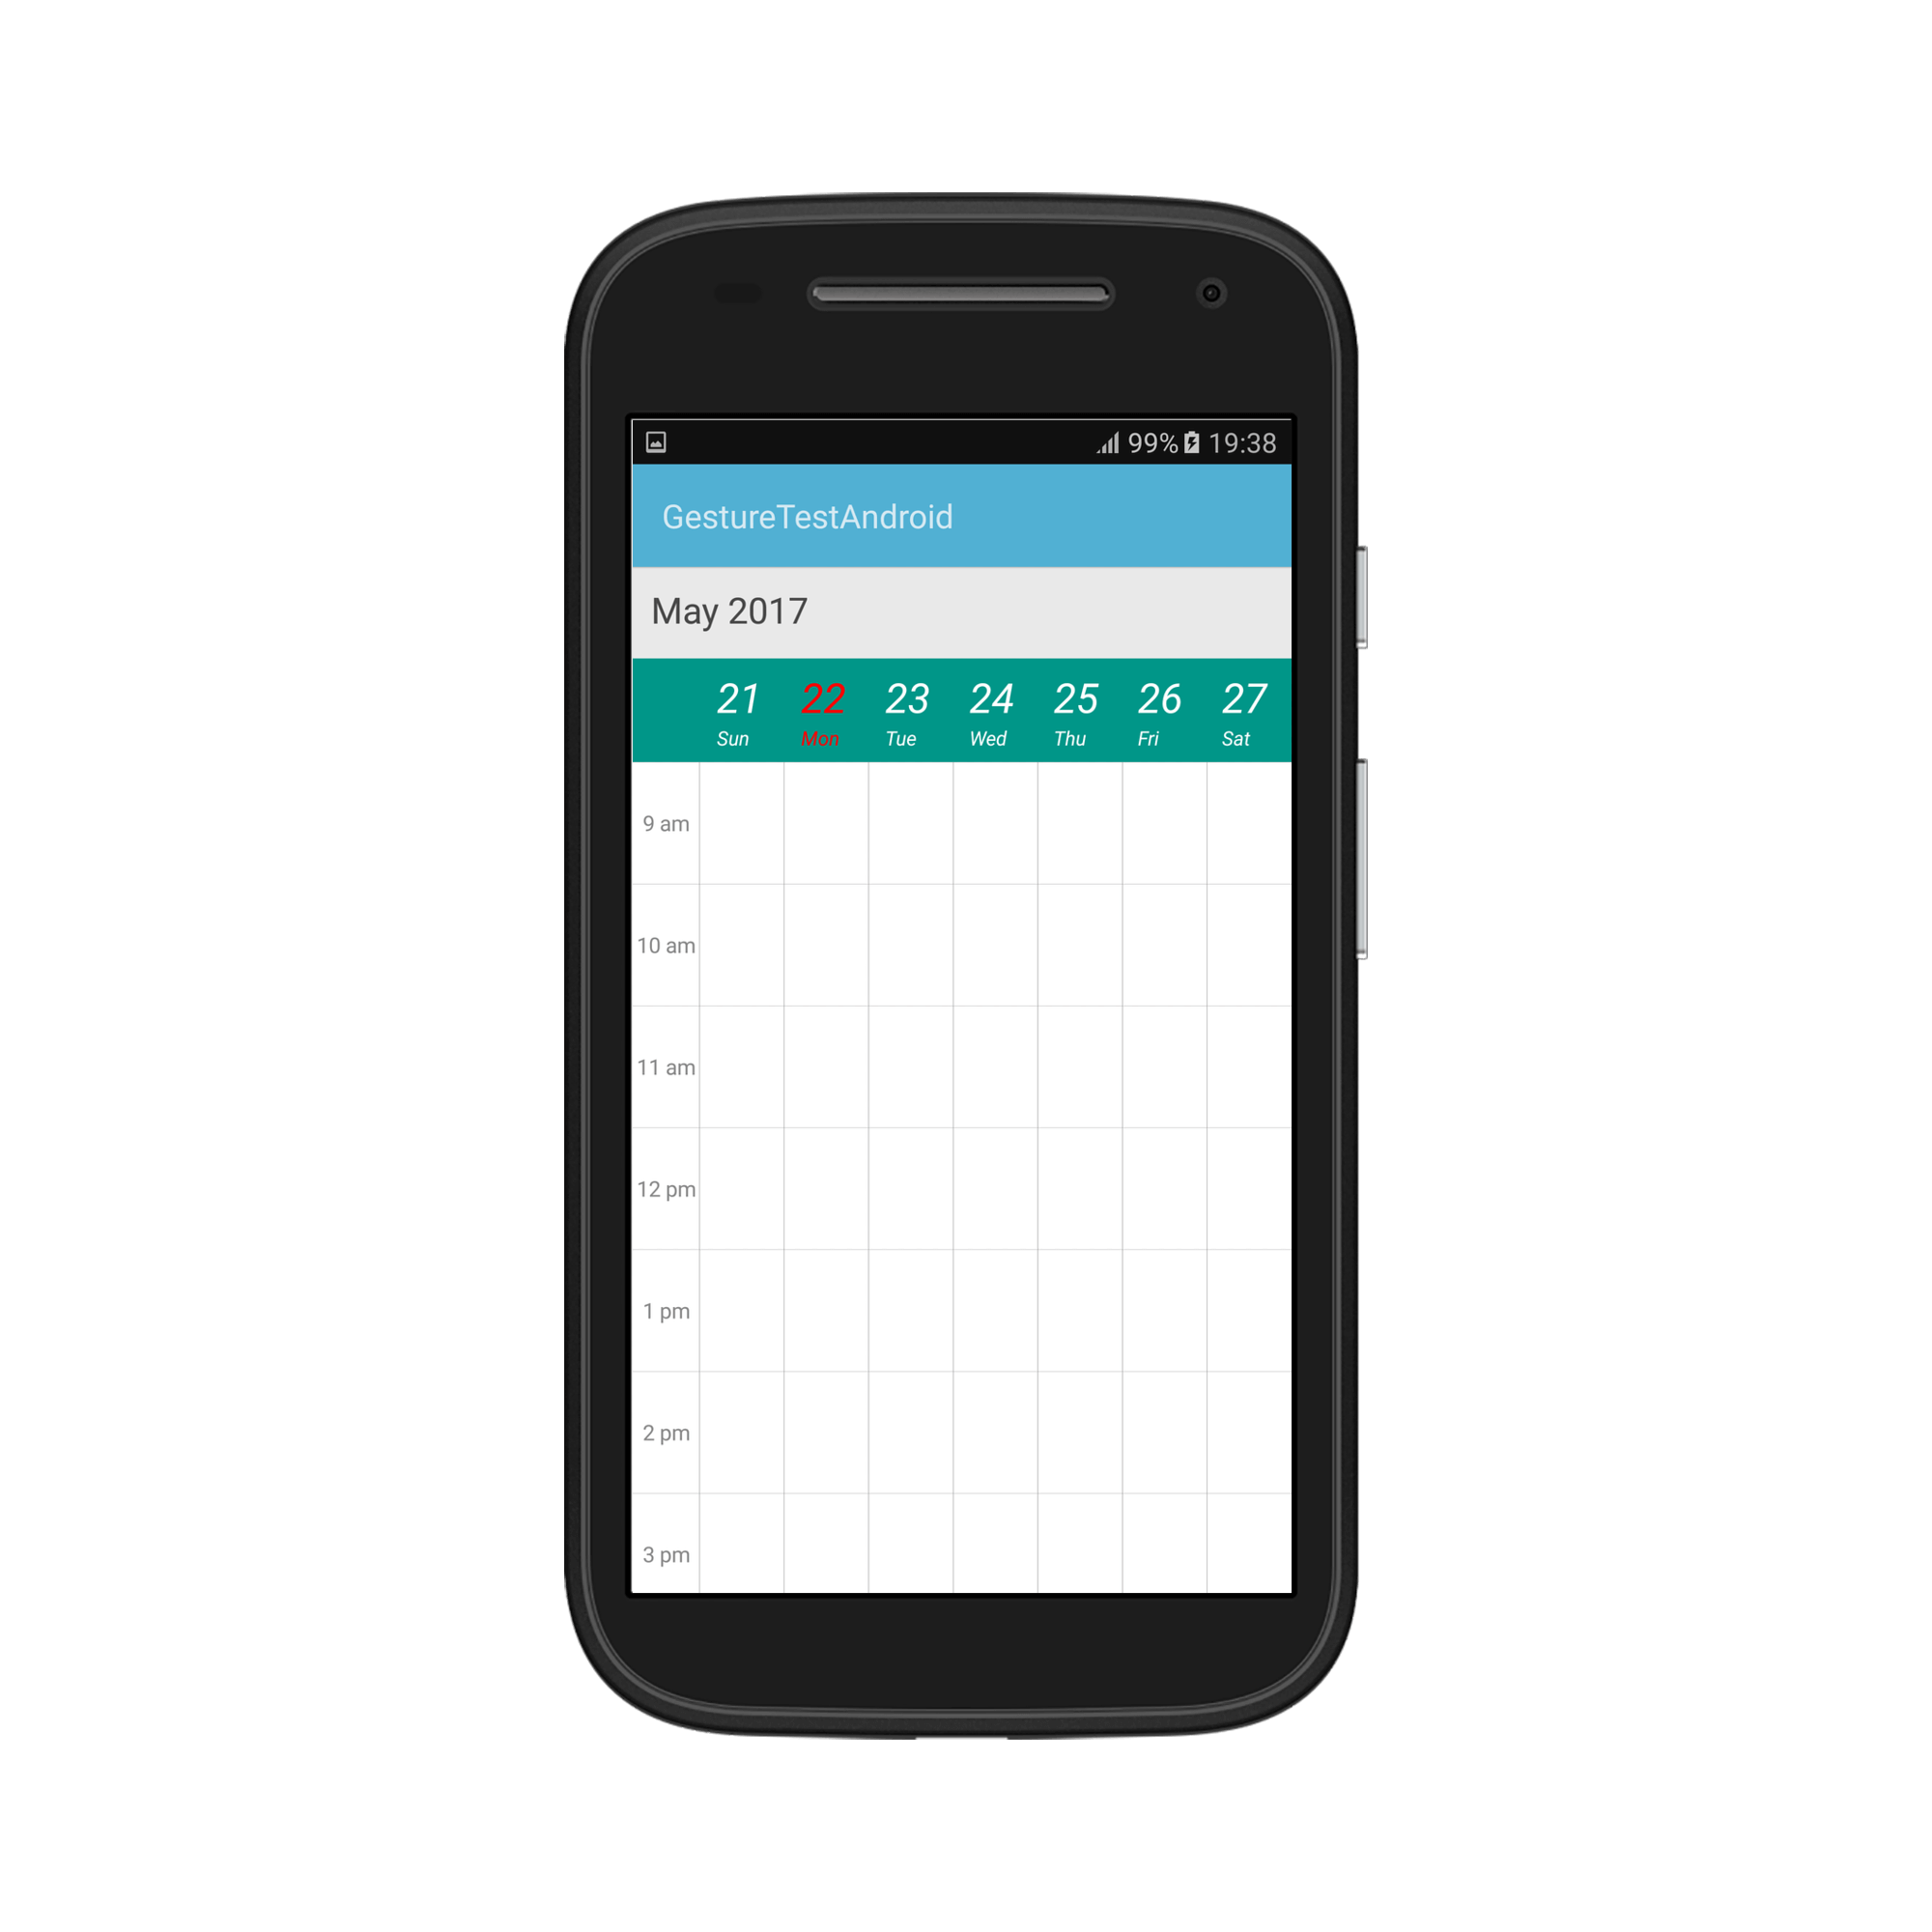 99% 19:38
GestureTestAndroid
May 2017
21 22 23 24 25 26 27
Sun Mon Tue Wed Thu Fri Sat
9 am
10 am
11 am
12 pm
1 pm
2 pm
3 pm